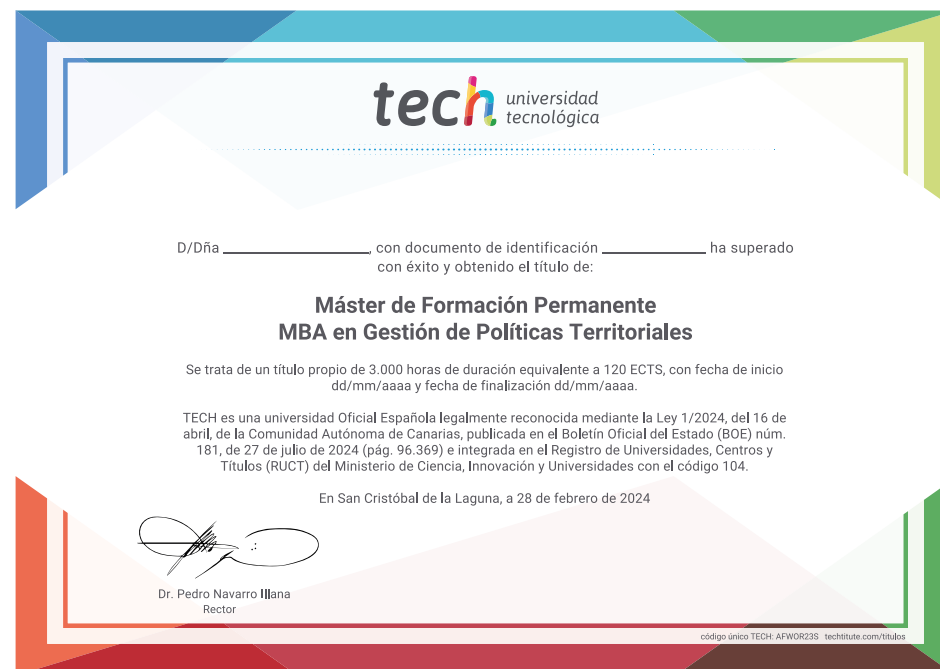 tech universidad
tecnológica
D/Dña ______________, con documento de identificación __________ ha superado
con éxito y obtenido el título de:
Máster de Formación Permanente
MBA en Gestión de Políticas Territoriales
Se trata de un título propio de 3.000 horas de duración equivalente a 120 ECTS, con fecha de inicio
dd/mm/aaaa y fecha de finalización dd/mm/aaaa.
TECH es una universidad Oficial Española legalmente reconocida mediante la Ley 1/2024, del 16 de
abril, de la Comunidad Autónoma de Canarias, publicada en el Boletín Oficial del Estado (BOE) núm.
181, de 27 de julio de 2024 (pág. 96.369) e integrada en el Registro de Universidades, Centros y
Títulos (RUCT) del Ministerio de Ciencia, Innovación y Universidades con el código 104.
En San Cristóbal de la Laguna, a 28 de febrero de 2024
Dr. Pedro Navarro Illana
Rector
código único TECH: AFWOR23S techtitute.com/titulos